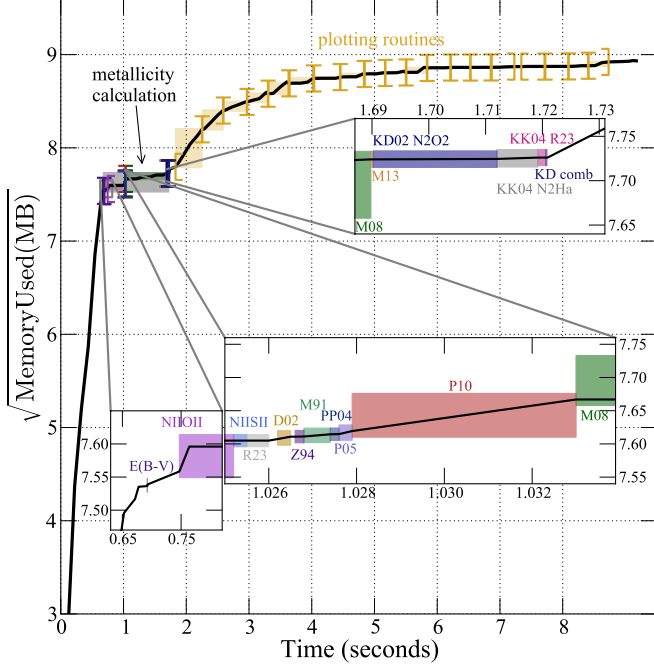 9
plotting routines
metallicity
calculation
1.69 1.70 1.71 1.72 1.73
KD02 N2O2
KK04 R23
7.75
8
M13
KD comb
7.70
KK04 N2Ha
M08
7.65
7
√MemoryUsed(MB)
6
7.75
P10
7.70
M91
M08
7.65
NIIOII
NIISII
D02
PP04
7.60
7.60
R23
Z94
P05
7.55
E(B-V)
7.55
5
1.026 1.028 1.030 1.032
7.50
0.65 0.75
4
3
0 1 2 3 4 5 6 7 8
Time (seconds)